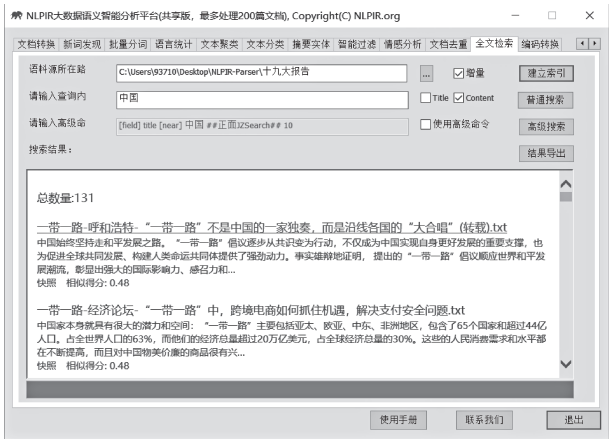 NLPIR大数据语义智能分析平台(共享版，最多处理200篇文档), Copyright(C) NLPIR.org
文档转换 新词发现 批量分词 语言统计 文本聚类 文本分类 摘要实体 智能过滤 情感分析 文档去重 全文检索 编码转换
语料源所在路 C:\Users\93710\Desktop\NLPIR-Parser\十九大报告 ... 增量 建立索引
请输入查询内 中国 Title Content 普通搜索
请输入高级命 [field] title [near] 中国 ##正面JZSearch## 10 使用高级命令 高级搜索
搜索结果： 结果导出
总数量:131
一带一路-呼和浩特-“一带一路”不是中国的一家独奏，而是沿线各国的“大合唱”(转载).txt
中国始终坚持走和平发展之路。“一带一路”倡议逐步从共识变为行动，不仅成为中国实现自身更好发展的重要支撑，也
为促进全球共同发展、构建人类命运共同体提供了强劲动力。事实雄辩地证明， 提出的“一带一路”倡议顺应世界和平发
展潮流，彰显出强大的国际影响力、感召力和...
快照 相似得分: 0.48
一带一路-经济论坛-“一带一路”中，跨境电商如何抓住机遇，解决支付安全问题.txt
中国家本身就具有很大的潜力和空间：“一带一路”主要包括亚太、欧亚、中东、非洲地区，包含了65个国家和超过44亿
人口。占全世界人口的63%，而他们的经济总量超过20万亿美元，占全球经济总量的30%。这些的人民消费需求和水平都
在不断提高，而且对中国物美价廉的商品很有兴...
快照 相似得分: 0.48
使用手册 联系我们 退出